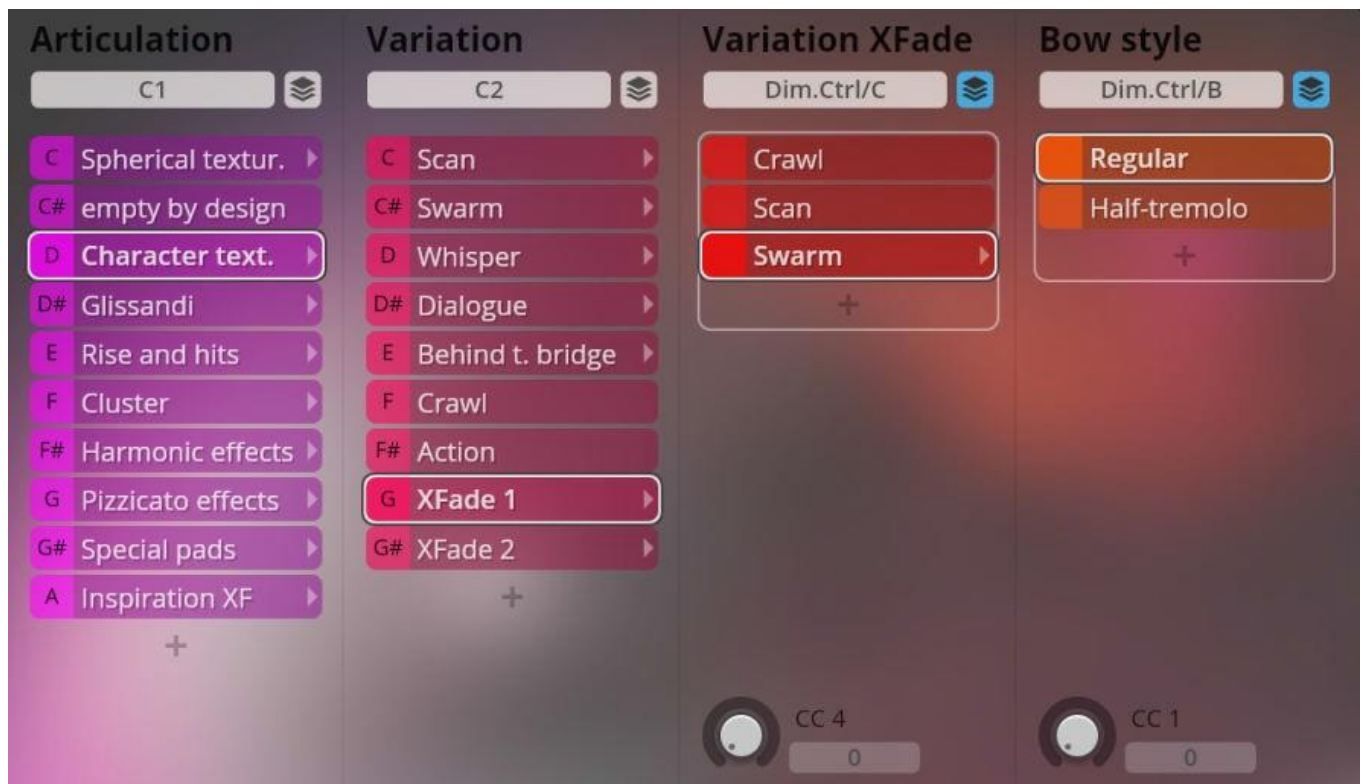 Articulation
C1
C Spherical textur.
C# empty by design
D Character text.
D# Glissandi
E Rise and hits
F Cluster
F# Harmonic effects
G Pizzicato effects
G# Special pads
A Inspiration XF
+
Variation
C2
C Scan
C# Swarm
D Whisper
D# Dialogue
E Behind t. bridge
F Crawl
F# Action
G XFade 1
G# XFade 2
+
Variation XFade
Dim.Ctrl/C
Crawl
Scan
Swarm
+
CC 4
0
Bow style
Dim.Ctrl/B
Regular
Half-tremolo
+
CC 1
0